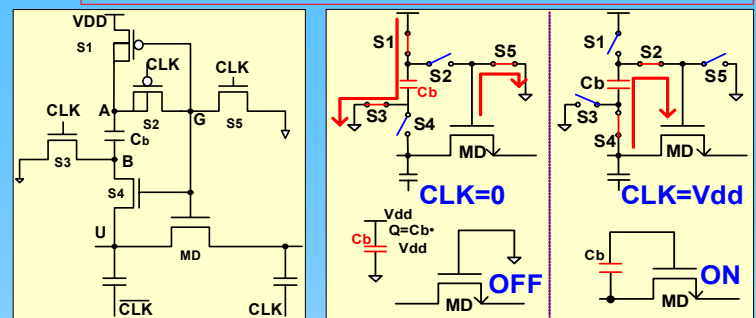 VDD
S1
CLK
CLK
CLK
A
S2
G
S5
Cb
S3
B
S4
U
MD
CLK
CLK
S1
S2
S5
Cb
S3
S4
MD
CLK=0
Vdd
Q=Cb•
Vdd
Cb
OFF
MD
S1
S2
S5
Cb
S3
S4
MD
CLK=Vdd
Cb
ON
MD